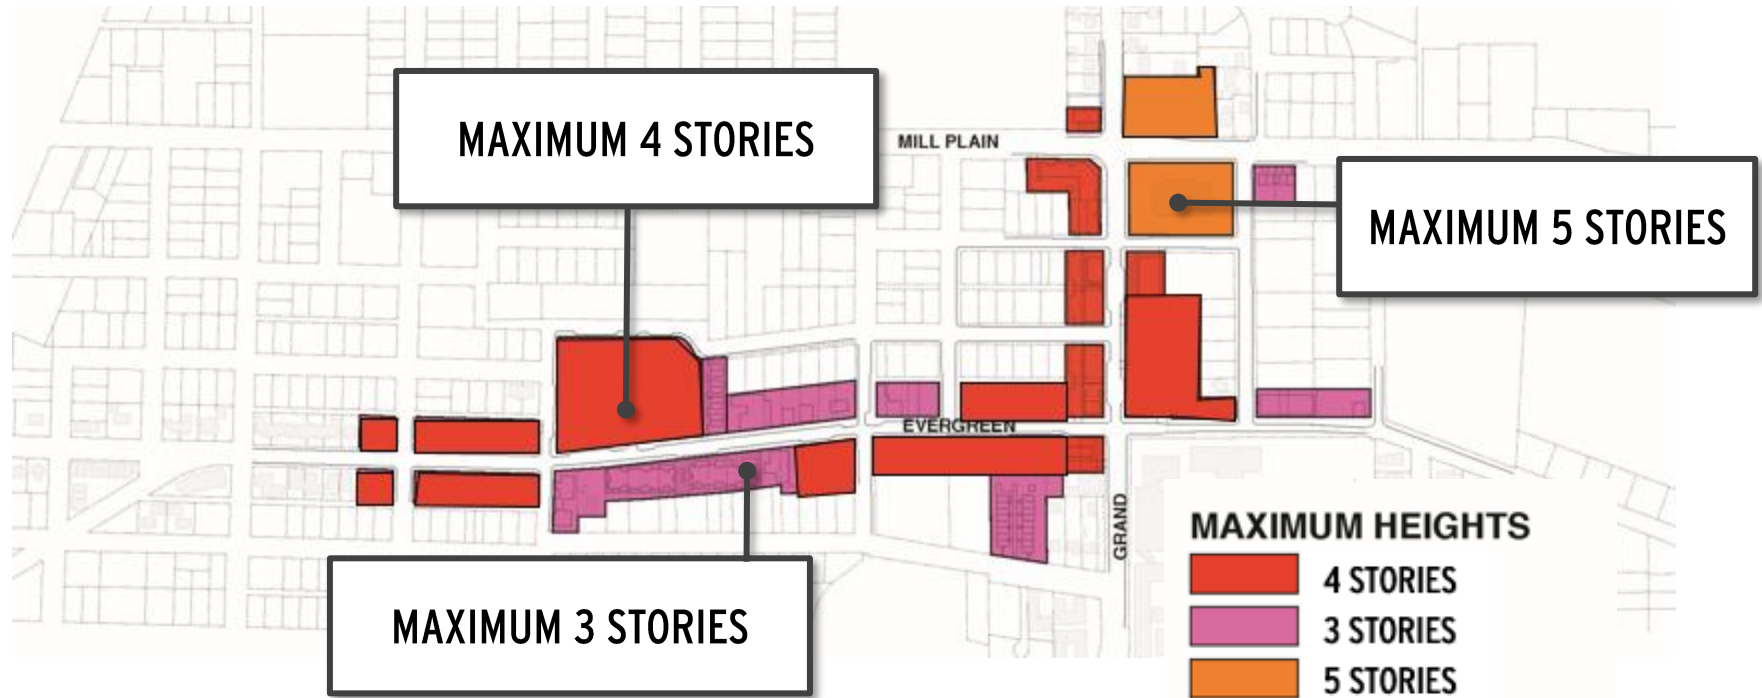 MAXIMUM 4 STORIES
MILL PLAIN
MAXIMUM 5 STORIES
EVERGREEN
GRAND
MAXIMUM 3 STORIES
MAXIMUM HEIGHTS
4 STORIES
3 STORIES
5 STORIES